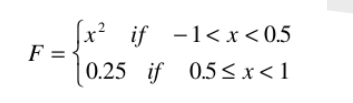 F = { x² if −1 < x < 0.5
0.25 if 0.5 ≤ x < 1